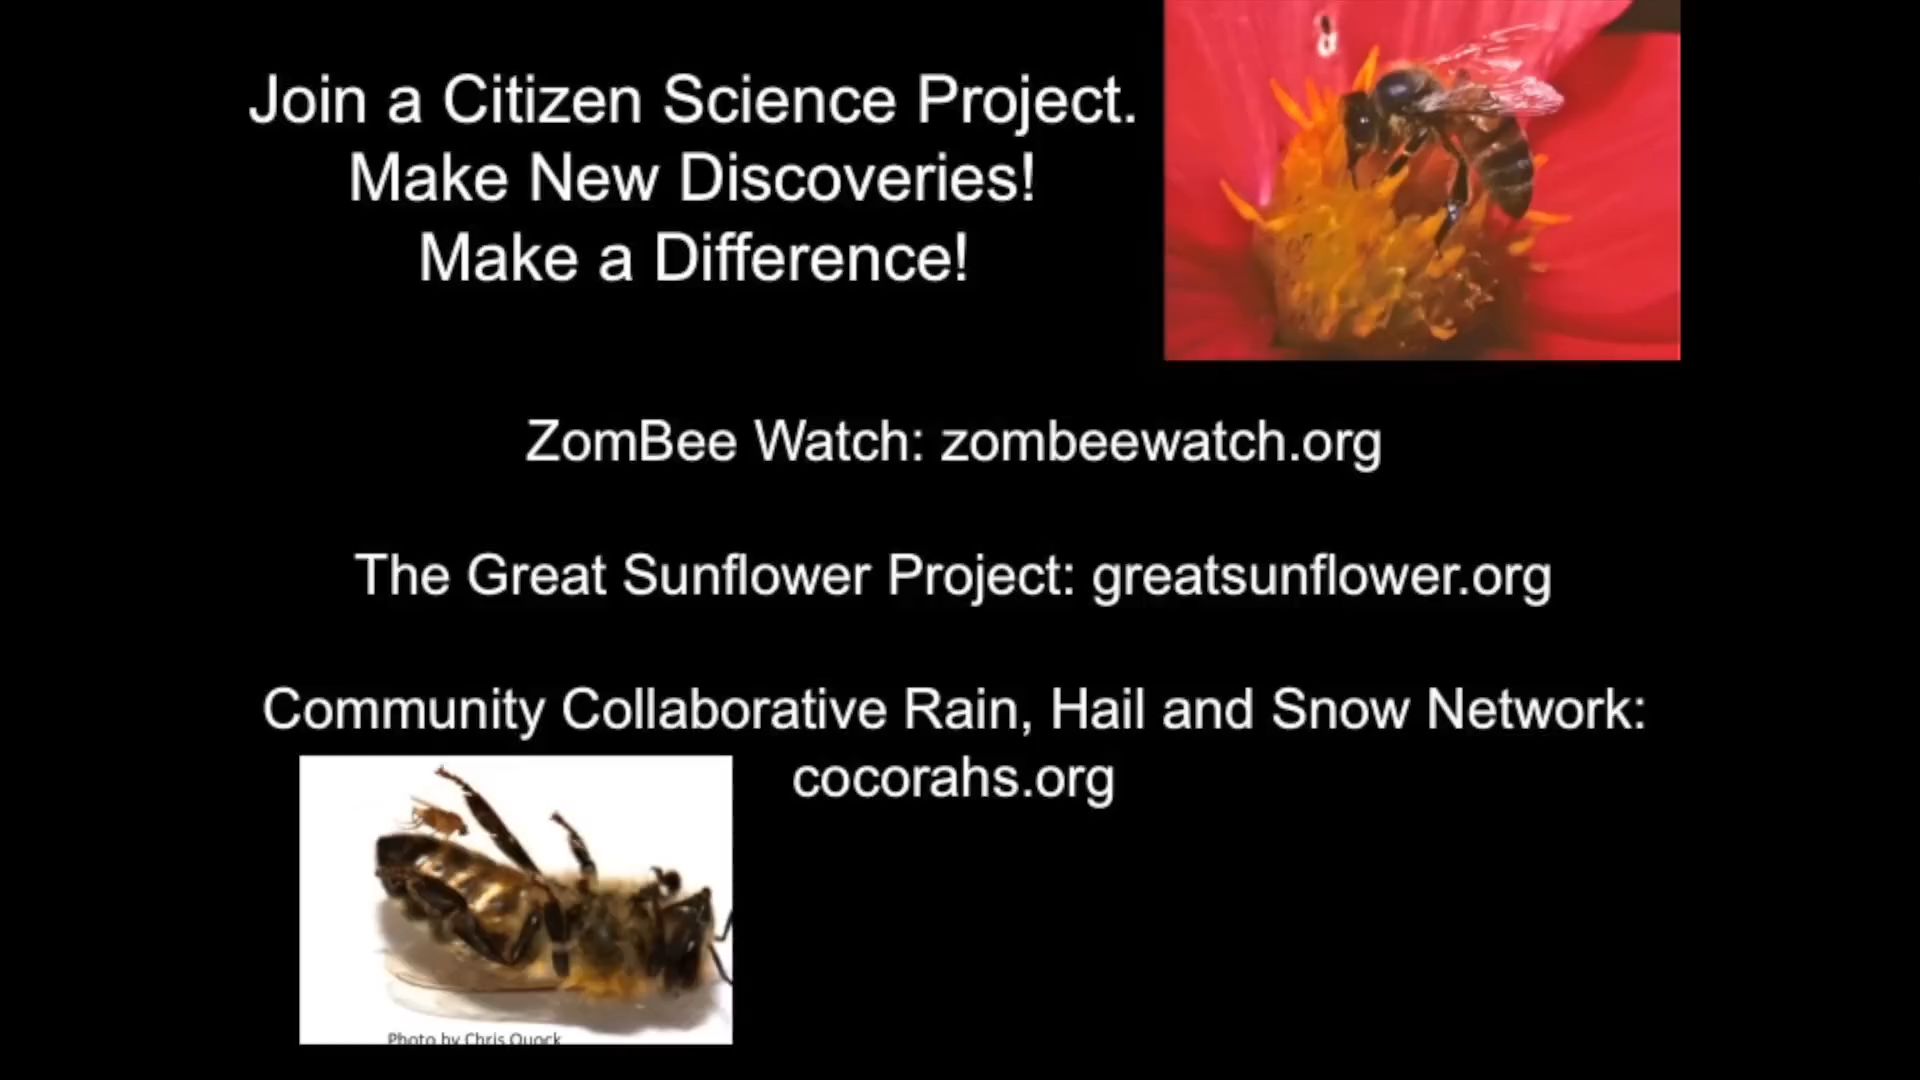 Join a Citizen Science Project.
Make New Discoveries!
Make a Difference!
ZomBee Watch: zombeewatch.org
The Great Sunflower Project: greatsunflower.org
Community Collaborative Rain, Hail and Snow Network:
cocorahs.org
Photo by Chris Quock